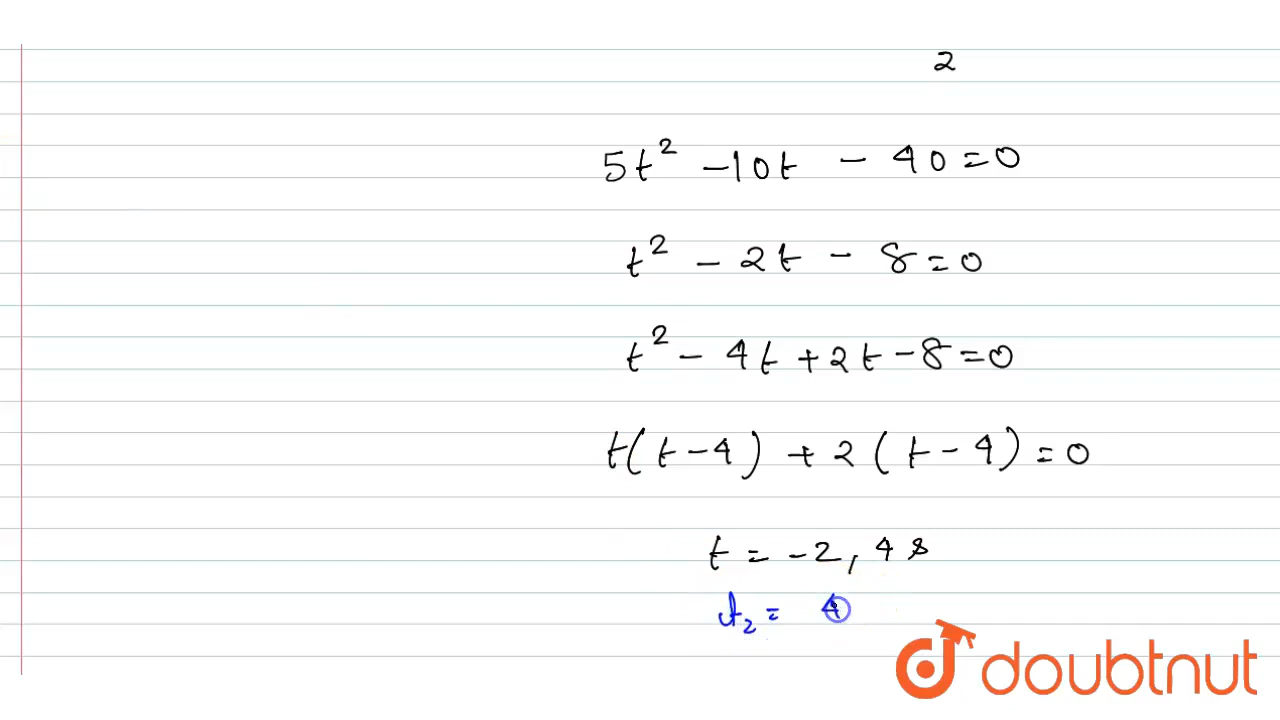 2
5t² - 10t - 40 = 0
t² - 2t - 8 = 0
t² - 4t + 2t - 8 = 0
t(t-4) + 2(t-4) = 0
t = -2, 4 s
t₂ = 4
doubtnut